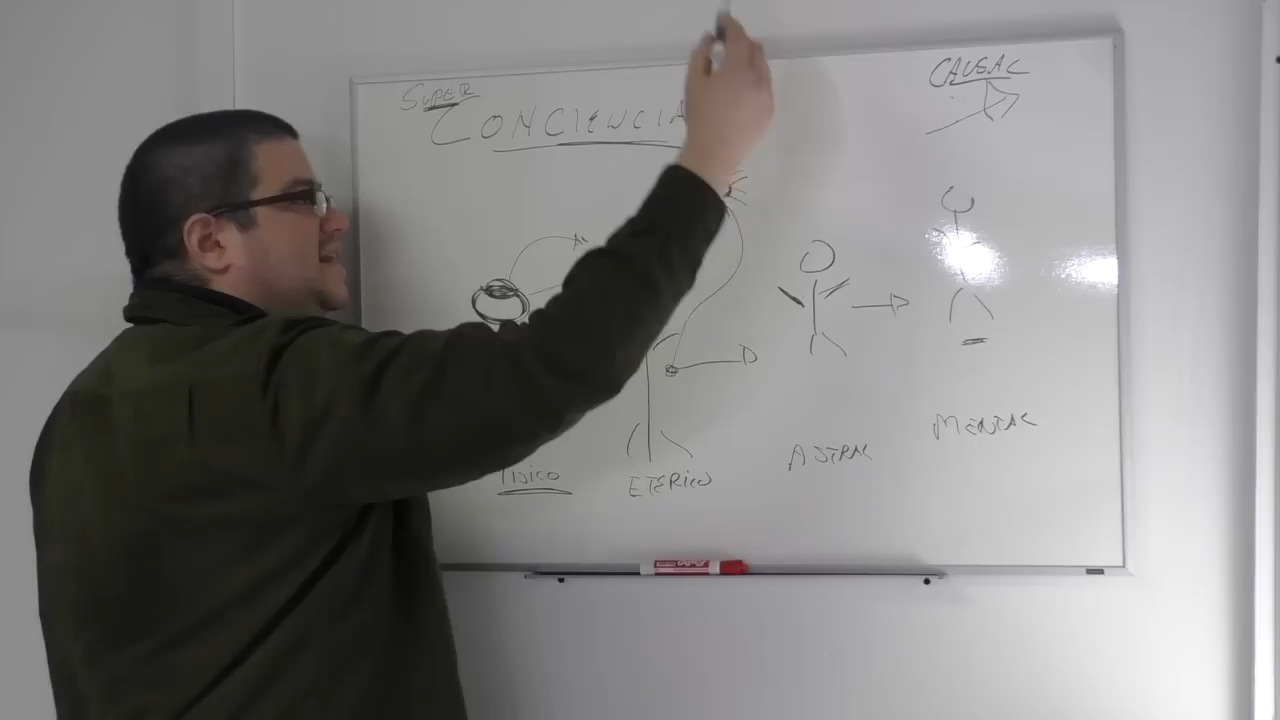 SUPER
CONCIENCIA
CAUSAL
FISICO
ETÉRICO
ASTRAL
MENTAL